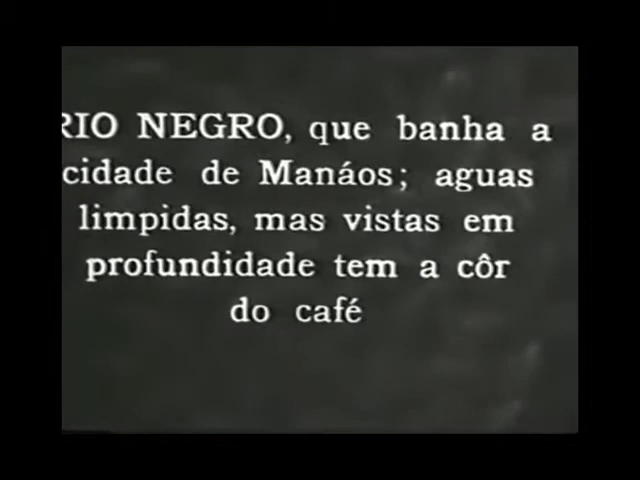 RIO NEGRO, que banha a
cidade de Manáos; aguas
limpidas, mas vistas em
profundidade tem a côr
do café